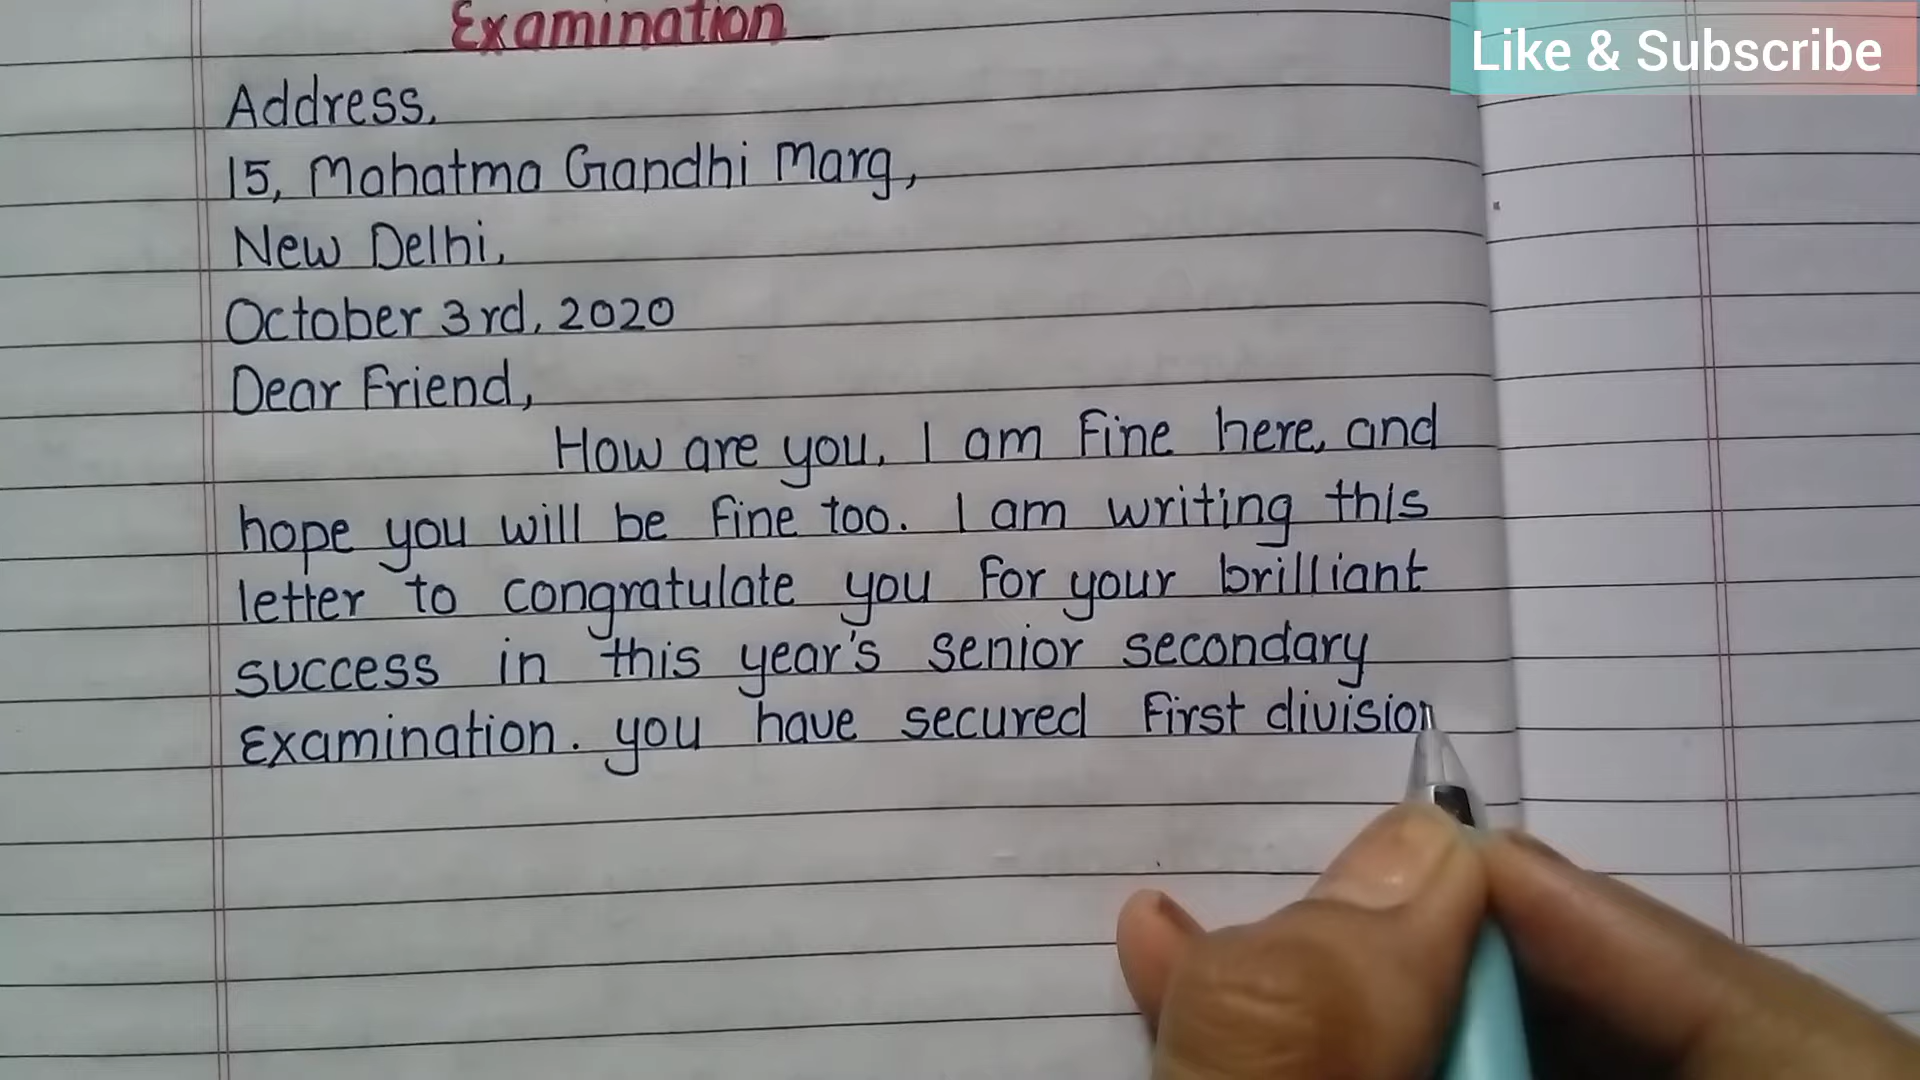 Examination
Like & Subscribe
Address,
15, Mahatma Gandhi Marg,
New Delhi,
October 3rd, 2020
Dear Friend,
How are you, I am fine here, and
hope you will be fine too. I am writing this
letter to congratulate you for your brilliant
success in this year's senior secondary
Examination. you have secured first division